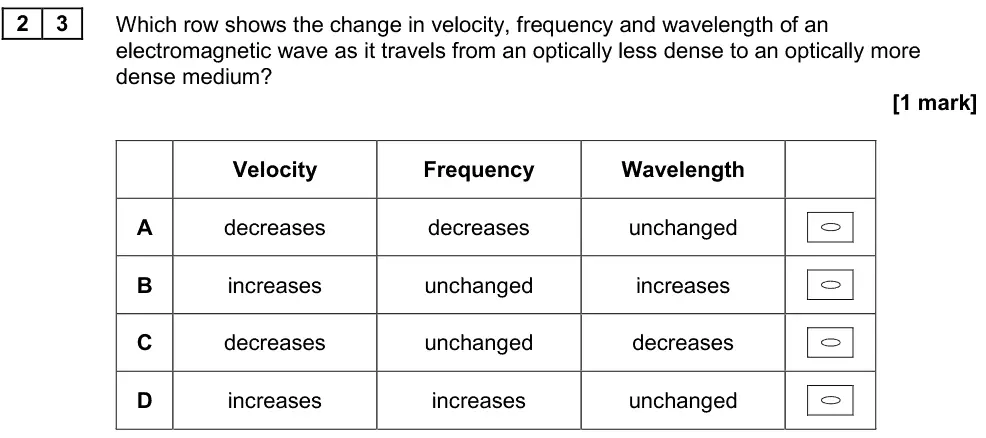 2 3 Which row shows the change in velocity, frequency and wavelength of an
electromagnetic wave as it travels from an optically less dense to an optically more
dense medium?
[1 mark]
Velocity Frequency Wavelength
A decreases decreases unchanged
B increases unchanged increases
C decreases unchanged decreases
D increases increases unchanged